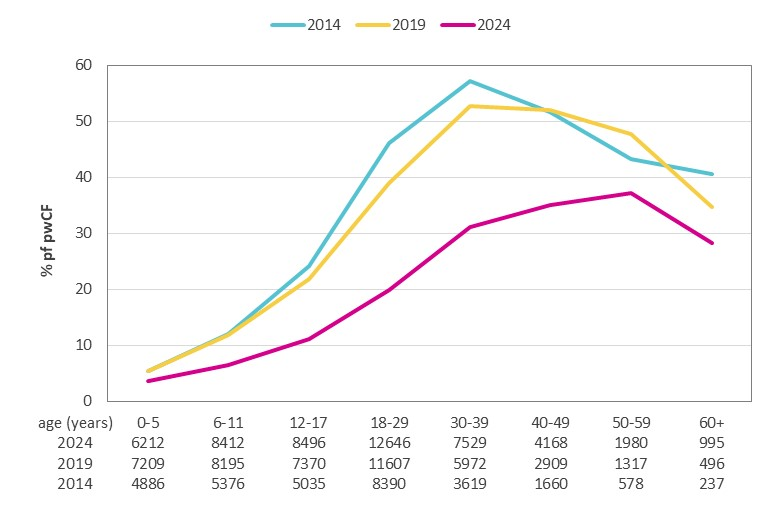 2014 2019 2024
60
50
40
30
20
10
0
% pf pwCF
age (years) 0-5 6-11 12-17 18-29 30-39 40-49 50-59 60+
2024 6212 8412 8496 12646 7529 4168 1980 995
2019 7209 8195 7370 11607 5972 2909 1317 496
2014 4886 5376 5035 8390 3619 1660 578 237